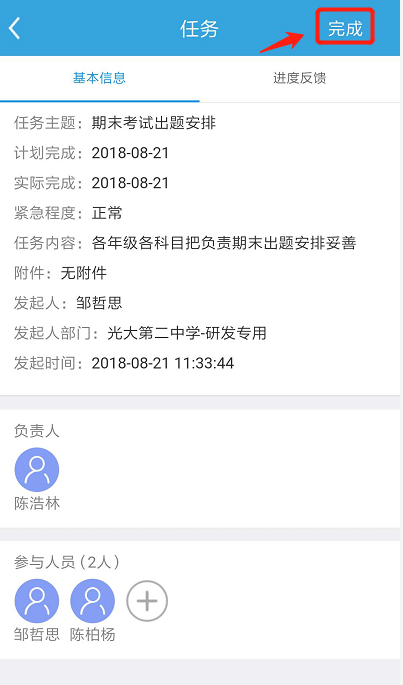 任务
完成
基本信息
进度反馈
任务主题：期末考试出题安排
计划完成：2018-08-21
实际完成：2018-08-21
紧急程度：正常
任务内容：各年级各科目把负责期末出题安排妥善
附件：无附件
发起人：邹哲思
发起人部门：光大第二中学-研发专用
发起时间：2018-08-21 11:33:44
负责人
陈浩林
参与人员（2人）
邹哲思
陈柏杨